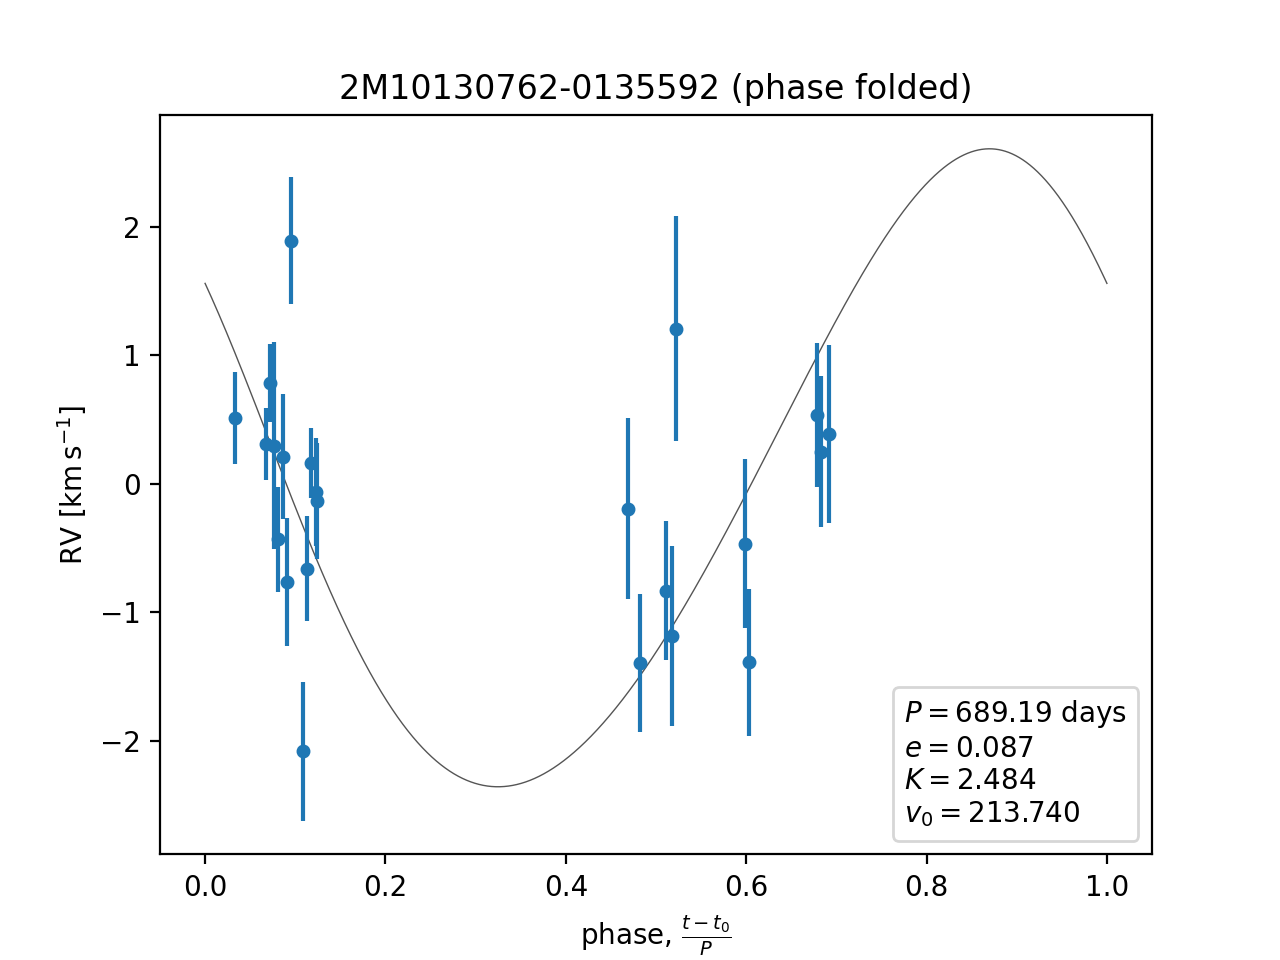 2M10130762-0135592 (phase folded)
RV [km s⁻¹]
2
1
0
−1
−2
P = 689.19 days
e = 0.087
K = 2.484
v₀ = 213.740
0.0 0.2 0.4 0.6 0.8 1.0
phase, (t − t₀)/P